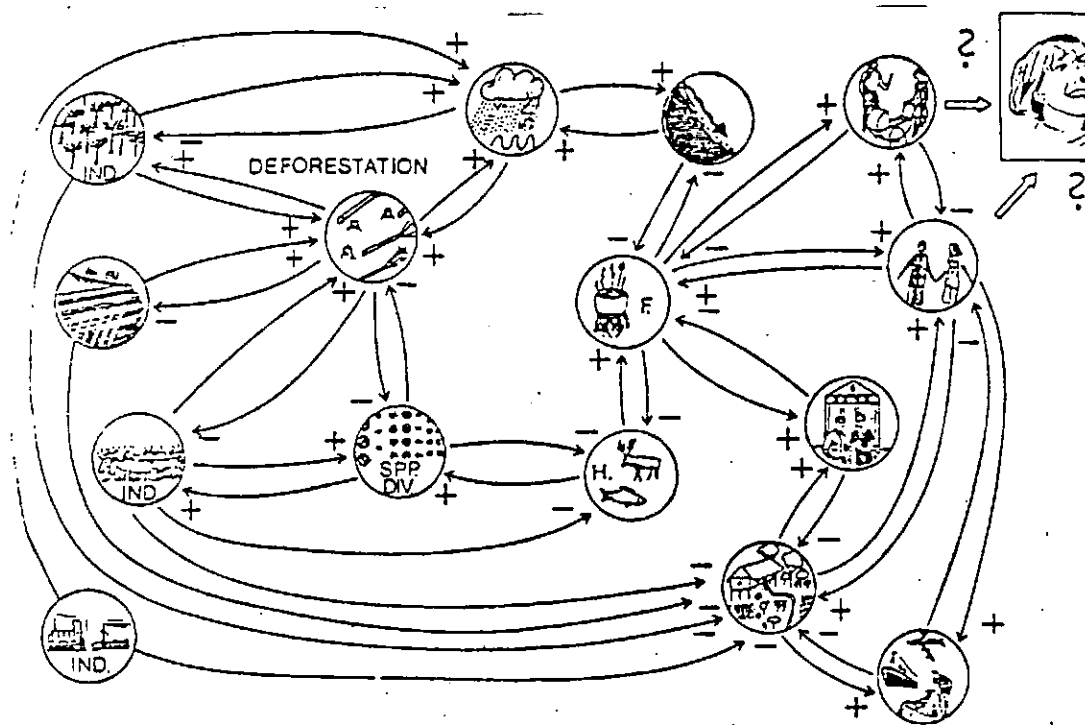 ?
IND.
DEFORESTATION
?
F.
H.
SPP.
DIV.
IND
IND.